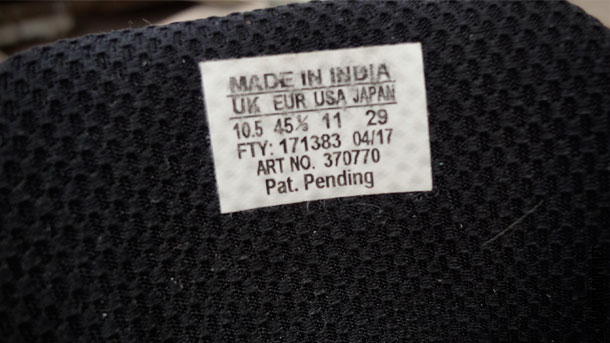 MADE IN INDIA
UK EUR USA JAPAN
10.5 45½ 11 29
FTY: 171383 04/17
ART NO. 370770
Pat. Pending